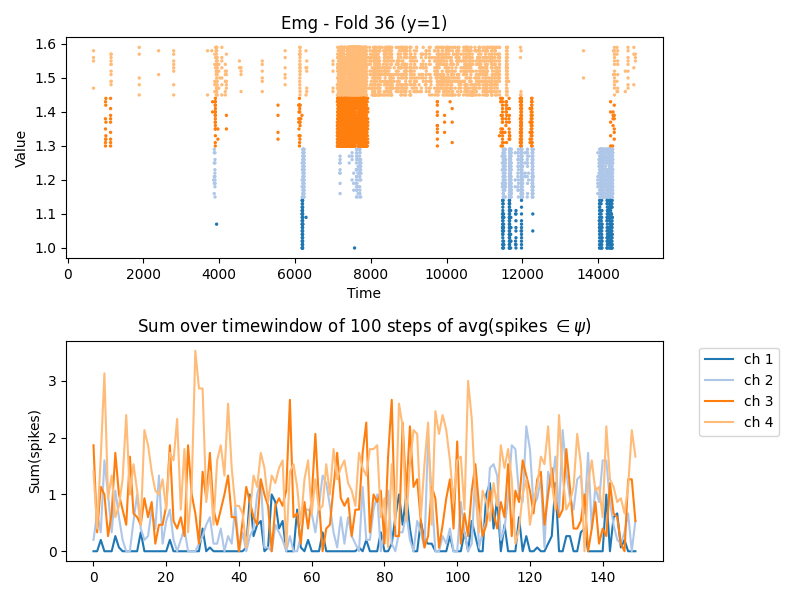 Emg - Fold 36 (y=1)
Value
1.6
1.5
1.4
1.3
1.2
1.1
1.0
0 2000 4000 6000 8000 10000 12000 14000
Time
Sum over timewindow of 100 steps of avg(spikes ∈ ψ)
Sum(spikes)
3
2
1
0
0 20 40 60 80 100 120 140
ch 1
ch 2
ch 3
ch 4